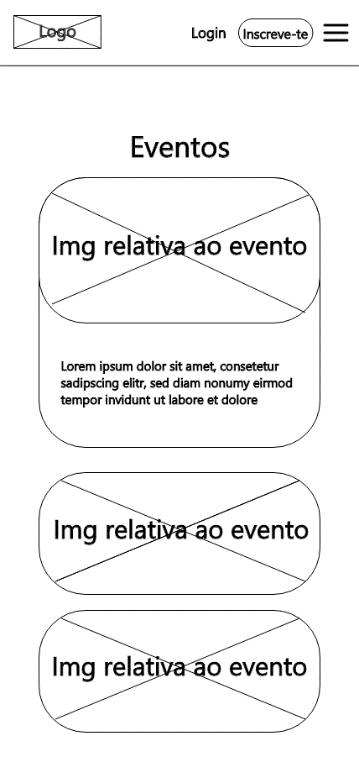 Logo
Login
Inscreve-te
Eventos
Img relativa ao evento
Lorem ipsum dolor sit amet, consetetur
sadipscing elitr, sed diam nonumy eirmod
tempor invidunt ut labore et dolore
Img relativa ao evento
Img relativa ao evento